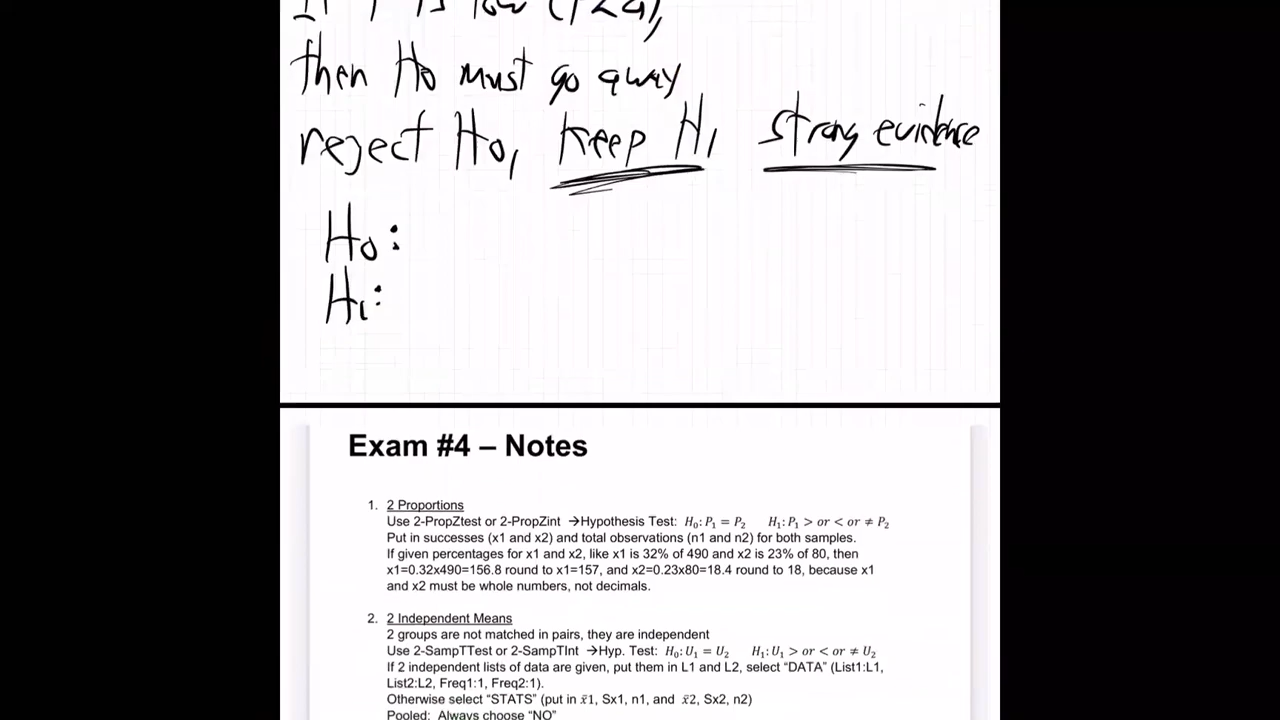 If P is low (P<α),
then Ho must go away
reject Ho, Keep H1 strong evidence
Ho:
H1:
Exam #4 – Notes
1. 2 Proportions
Use 2-PropZtest or 2-PropZint →Hypothesis Test: H₀: P₁ = P₂ H₁: P₁ > or < or ≠ P₂
Put in successes (x1 and x2) and total observations (n1 and n2) for both samples.
If given percentages for x1 and x2, like x1 is 32% of 490 and x2 is 23% of 80, then
x1=0.32x490=156.8 round to x1=157, and x2=0.23x80=18.4 round to 18, because x1
and x2 must be whole numbers, not decimals.
2. 2 Independent Means
2 groups are not matched in pairs, they are independent
Use 2-SampTTest or 2-SampTInt →Hyp. Test: H₀: U₁ = U₂ H₁: U₁ > or < or ≠ U₂
If 2 independent lists of data are given, put them in L1 and L2, select “DATA” (List1:L1,
List2:L2, Freq1:1, Freq2:1).
Otherwise select “STATS” (put in x̄1, Sx1, n1, and x̄2, Sx2, n2)
Pooled: Always choose “NO”